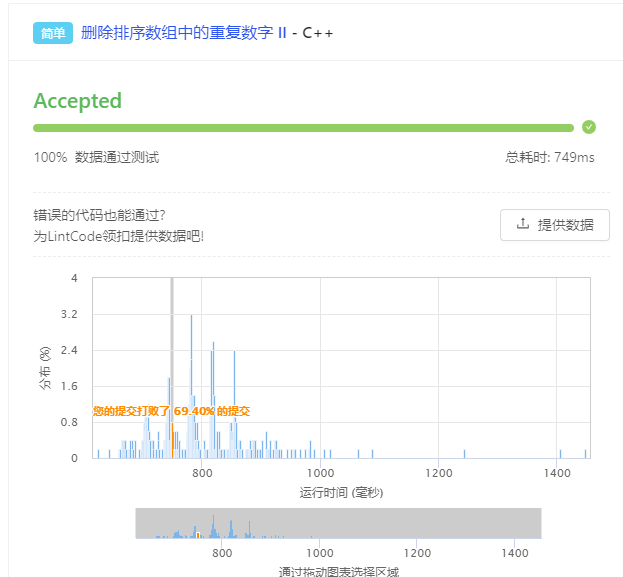 简单 删除排序数组中的重复数字 II - C++
Accepted
100% 数据通过测试 总耗时: 749ms
错误的代码也能通过?
为LintCode领扣提供数据吧!
提供数据
4
3.2
2.4
1.6
0.8
0
分布 (%)
您的提交打败了 69.40% 的提交
800 1000 1200 1400
运行时间 (毫秒)
800 1000 1200 1400
通过拖动图表选择区域